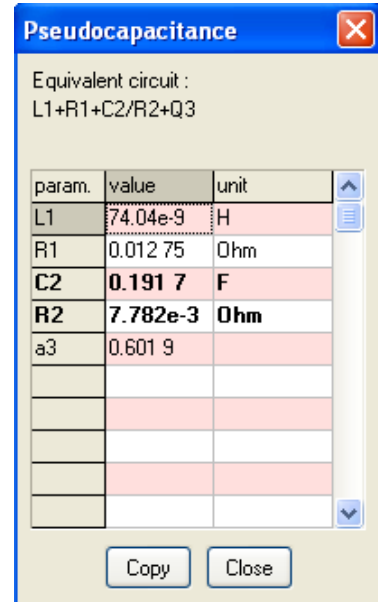 Pseudocapacitance
Equivalent circuit :
L1+R1+C2/R2+Q3
param. value unit
L1 74.04e-9 H
R1 0.012 75 Ohm
C2 0.191 7 F
R2 7.782e-3 Ohm
a3 0.601 9
Copy Close